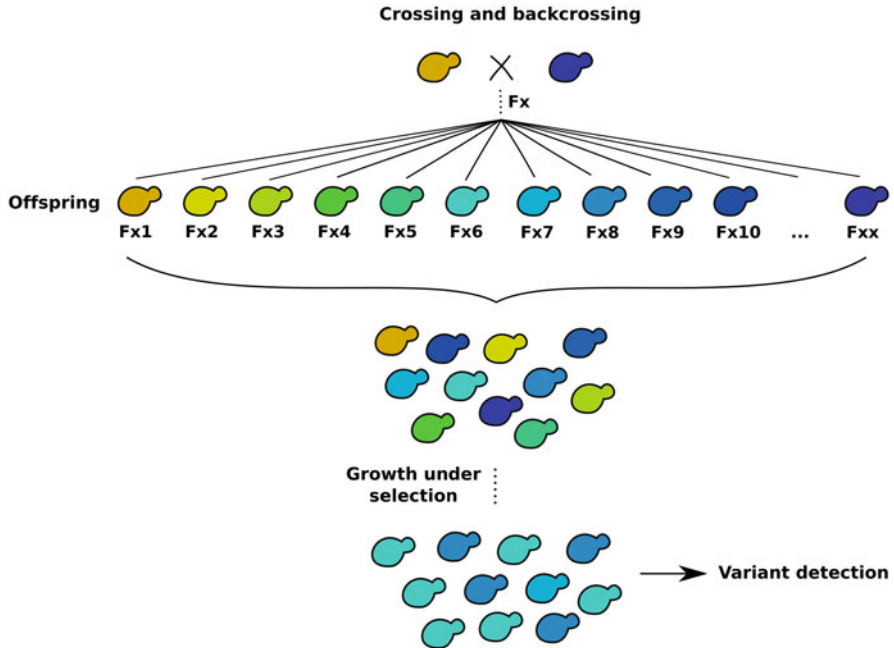 Crossing and backcrossing
Fx
Offspring
Fx1 Fx2 Fx3 Fx4 Fx5 Fx6 Fx7 Fx8 Fx9 Fx10 ... Fxx
Growth under
selection
Variant detection